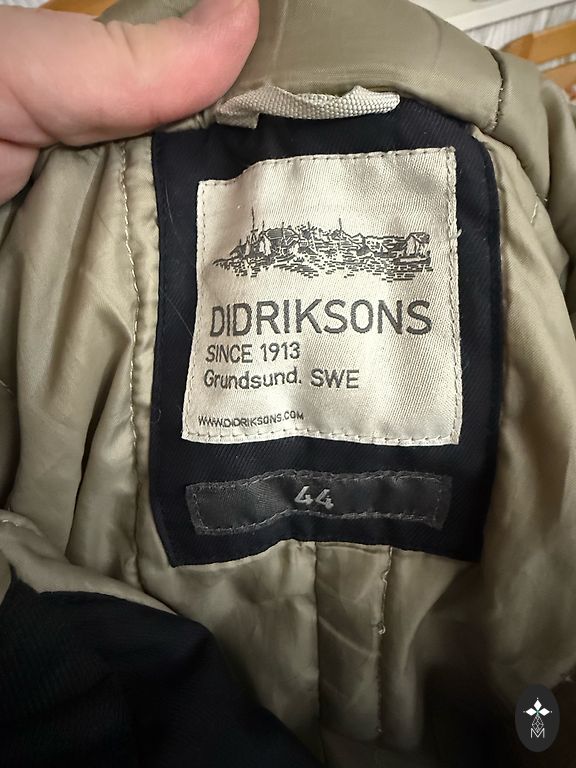 DIDRIKSONS
SINCE 1913
Grundsund. SWE
WWW.DIDRIKSONS.COM
44
M